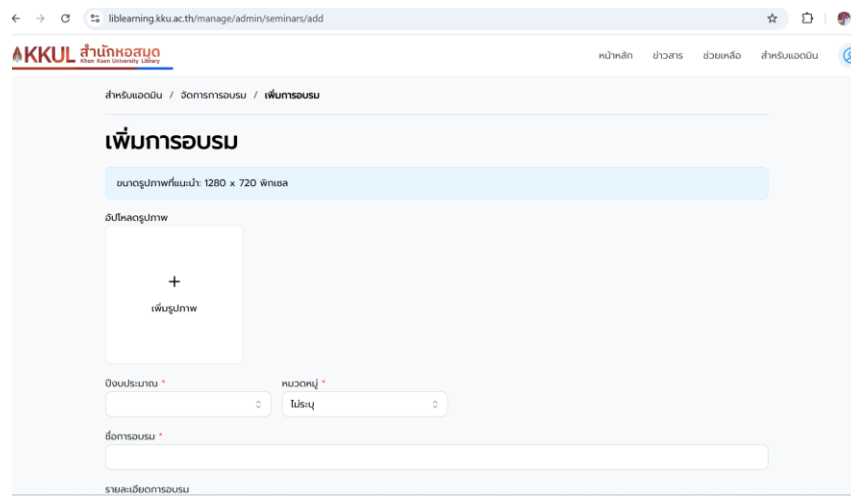 liblearning.kku.ac.th/manage/admin/seminars/add
KKUL สำนักหอสมุด
Khon Kaen University Library
หน้าหลัก ข่าวสาร ช่วยเหลือ สำหรับแอดมิน
สำหรับแอดมิน / จัดการการอบรม / เพิ่มการอบรม
เพิ่มการอบรม
ขนาดรูปภาพที่แนะนำ: 1280 x 720 พิกเซล
อัปโหลดรูปภาพ
+
เพิ่มรูปภาพ
ปีงบประมาณ * หมวดหมู่ *
ไม่ระบุ
ชื่อการอบรม *
รายละเอียดการอบรม